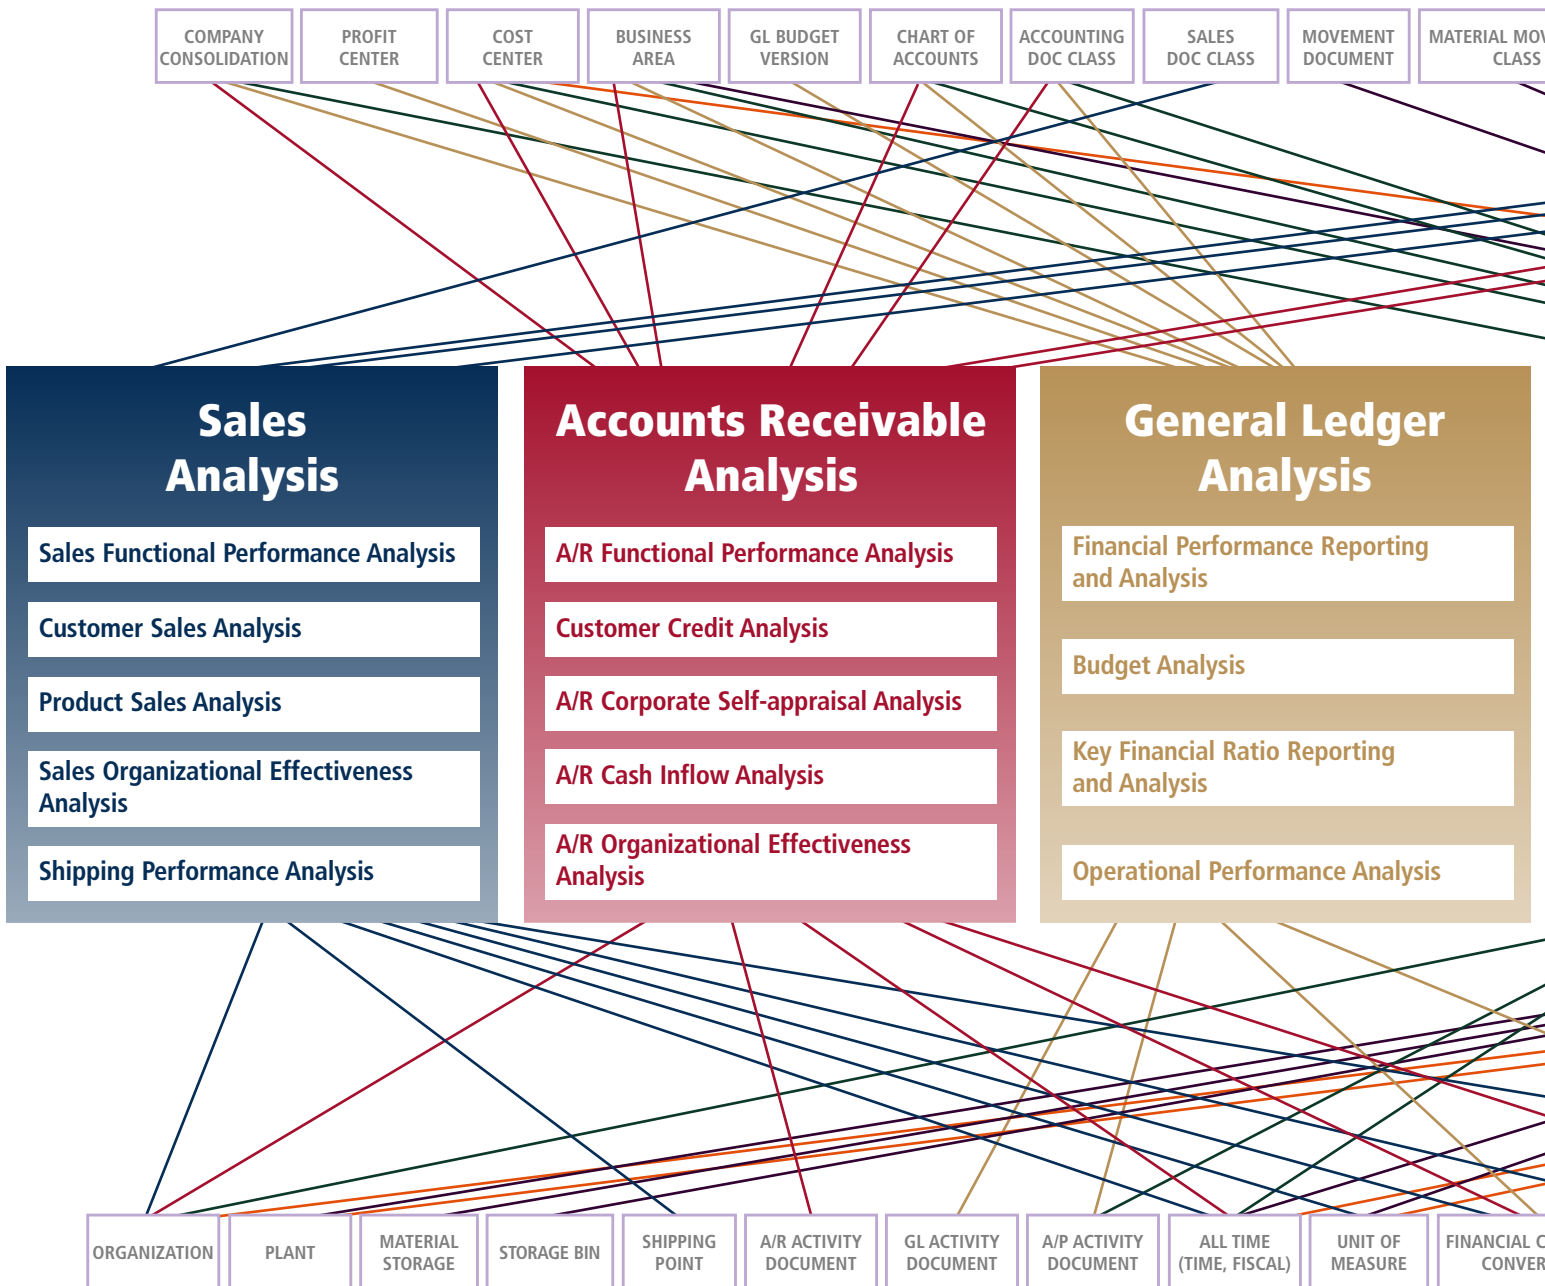 COMPANY
CONSOLIDATION
PROFIT
CENTER
COST
CENTER
BUSINESS
AREA
GL BUDGET
VERSION
CHART OF
ACCOUNTS
ACCOUNTING
DOC CLASS
SALES
DOC CLASS
MOVEMENT
DOCUMENT
MATERIAL
CLASS
Sales
Analysis
Sales Functional Performance Analysis
Customer Sales Analysis
Product Sales Analysis
Sales Organizational Effectiveness
Analysis
Shipping Performance Analysis
Accounts Receivable
Analysis
A/R Functional Performance Analysis
Customer Credit Analysis
A/R Corporate Self-appraisal Analysis
A/R Cash Inflow Analysis
A/R Organizational Effectiveness
Analysis
General Ledger
Analysis
Financial Performance Reporting
and Analysis
Budget Analysis
Key Financial Ratio Reporting
and Analysis
Operational Performance Analysis
ORGANIZATION
PLANT
MATERIAL
STORAGE
STORAGE BIN
SHIPPING
POINT
A/R ACTIVITY
DOCUMENT
GL ACTIVITY
DOCUMENT
A/P ACTIVITY
DOCUMENT
ALL TIME
(TIME, FISCAL)
UNIT OF
MEASURE
FINANCIAL